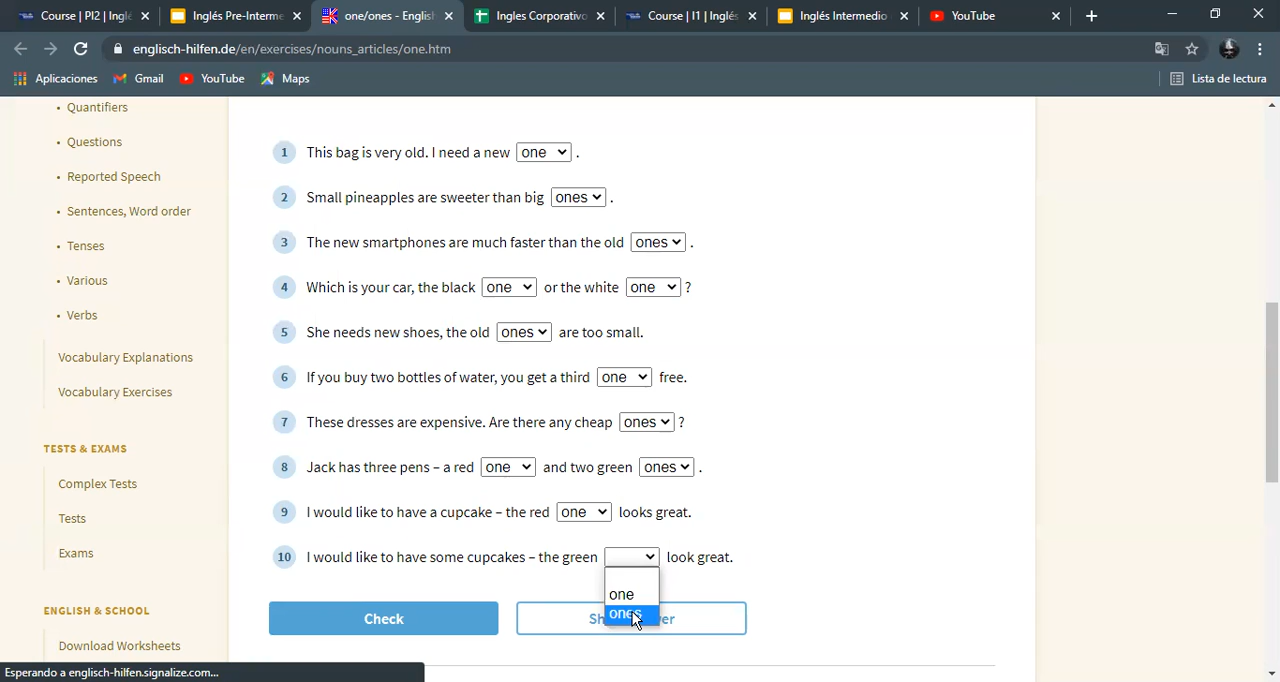 Course | PI2 | Inglé
Inglés Pre-Interme
one/ones - Englis
Ingles Corporativo
Course | I1 | Inglés
Inglés Intermedio
YouTube
englisch-hilfen.de/en/exercises/nouns_articles/one.htm
Aplicaciones Gmail YouTube Maps Lista de lectura
Quantifiers
Questions
Reported Speech
Sentences, Word order
Tenses
Various
Verbs
Vocabulary Explanations
Vocabulary Exercises
TESTS & EXAMS
Complex Tests
Tests
Exams
ENGLISH & SCHOOL
Download Worksheets
1 This bag is very old. I need a new one .
2 Small pineapples are sweeter than big ones .
3 The new smartphones are much faster than the old ones .
4 Which is your car, the black one or the white one ?
5 She needs new shoes, the old ones are too small.
6 If you buy two bottles of water, you get a third one free.
7 These dresses are expensive. Are there any cheap ones ?
8 Jack has three pens – a red one and two green ones .
9 I would like to have a cupcake – the red one looks great.
10 I would like to have some cupcakes – the green look great.
one
ones
Check
Esperando a englisch-hilfen.signalize.com...